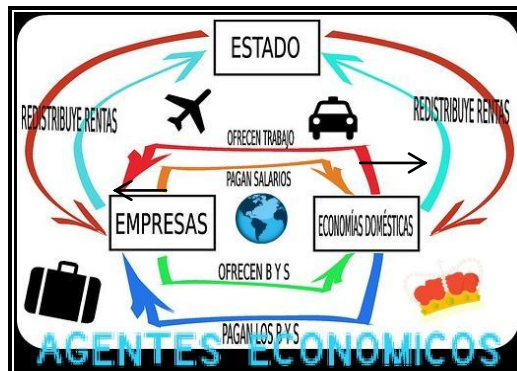 ESTADO
REDISTRIBUYE RENTAS
REDISTRIBUYE RENTAS
OFRECEN TRABAJO
PAGAN SALARIOS
EMPRESAS
ECONOMÍAS DOMÉSTICAS
OFRECEN B Y S
PAGAN LOS B Y S
AGENTES ECONOMICOS